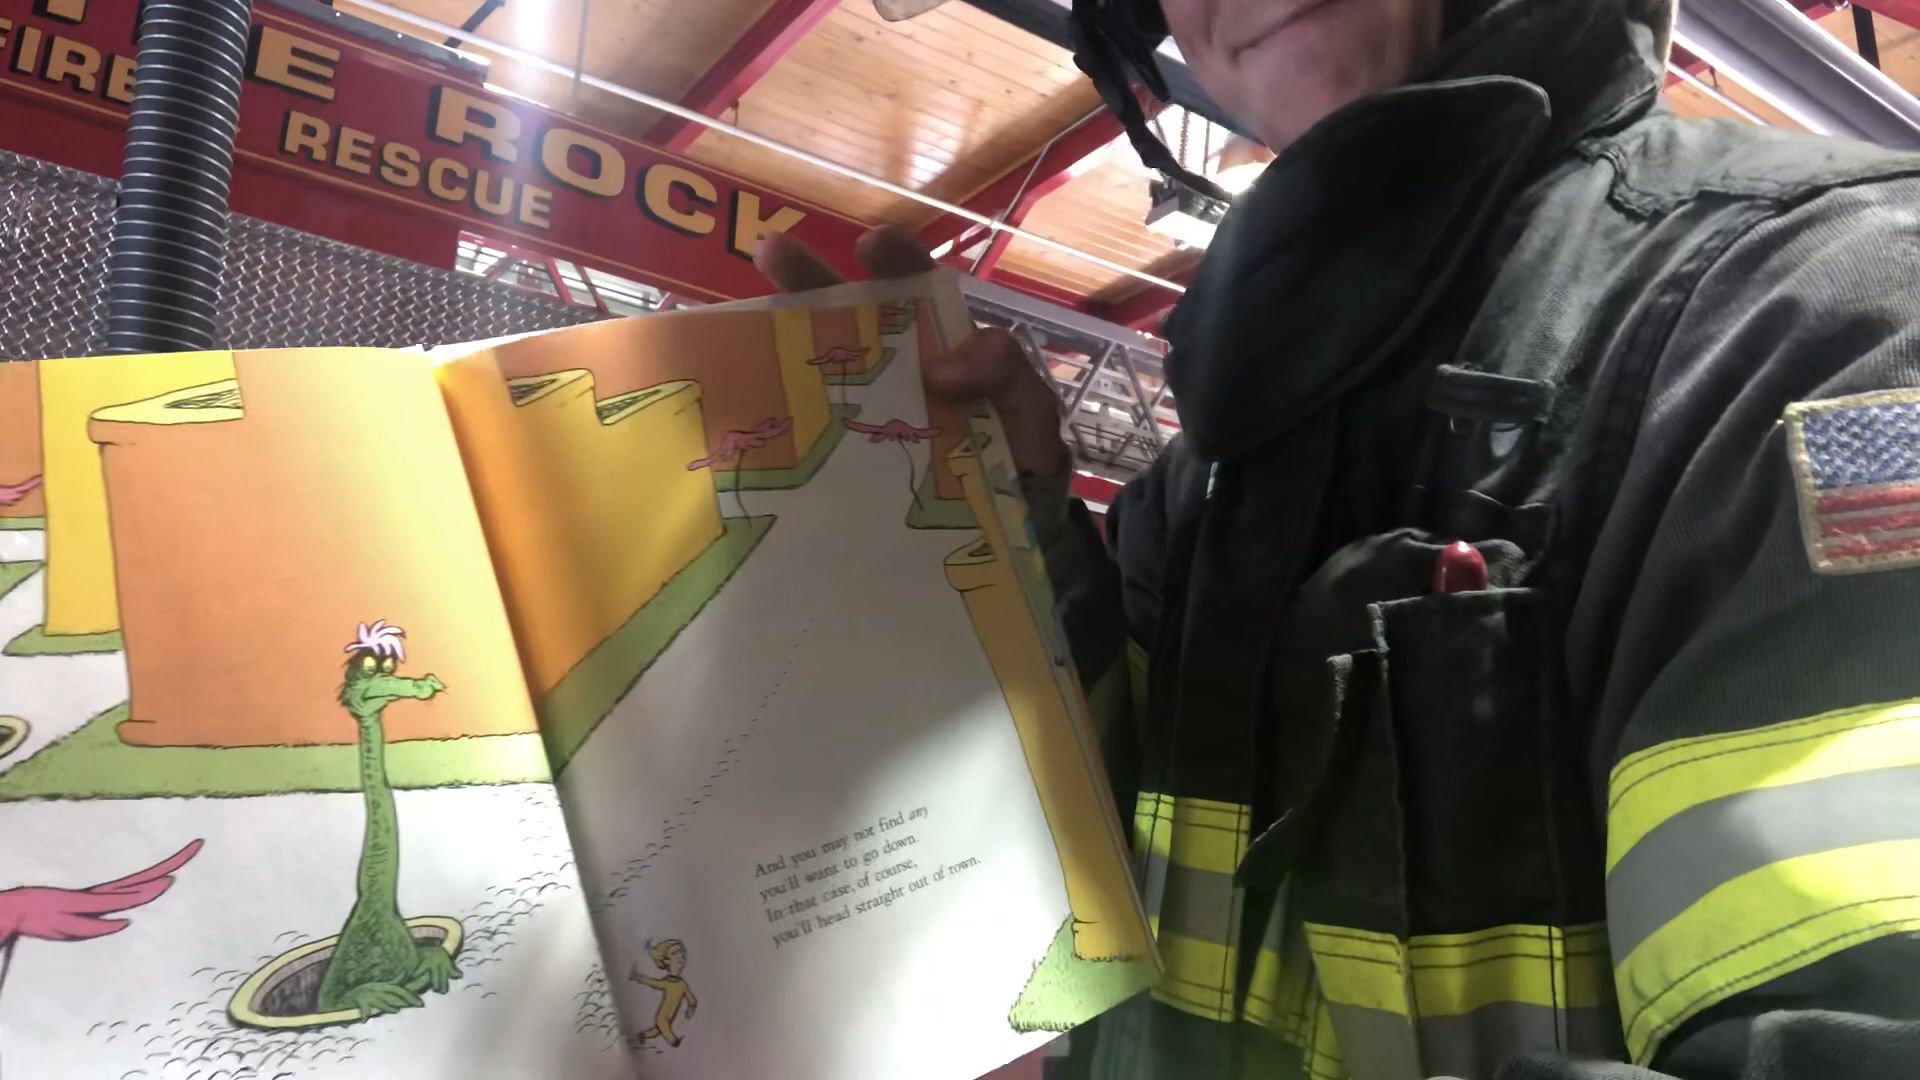 E ROCK
FIRE RESCUE
And you may not find any
you'll want to go down.
In that case, of course,
you'll head straight out of town.